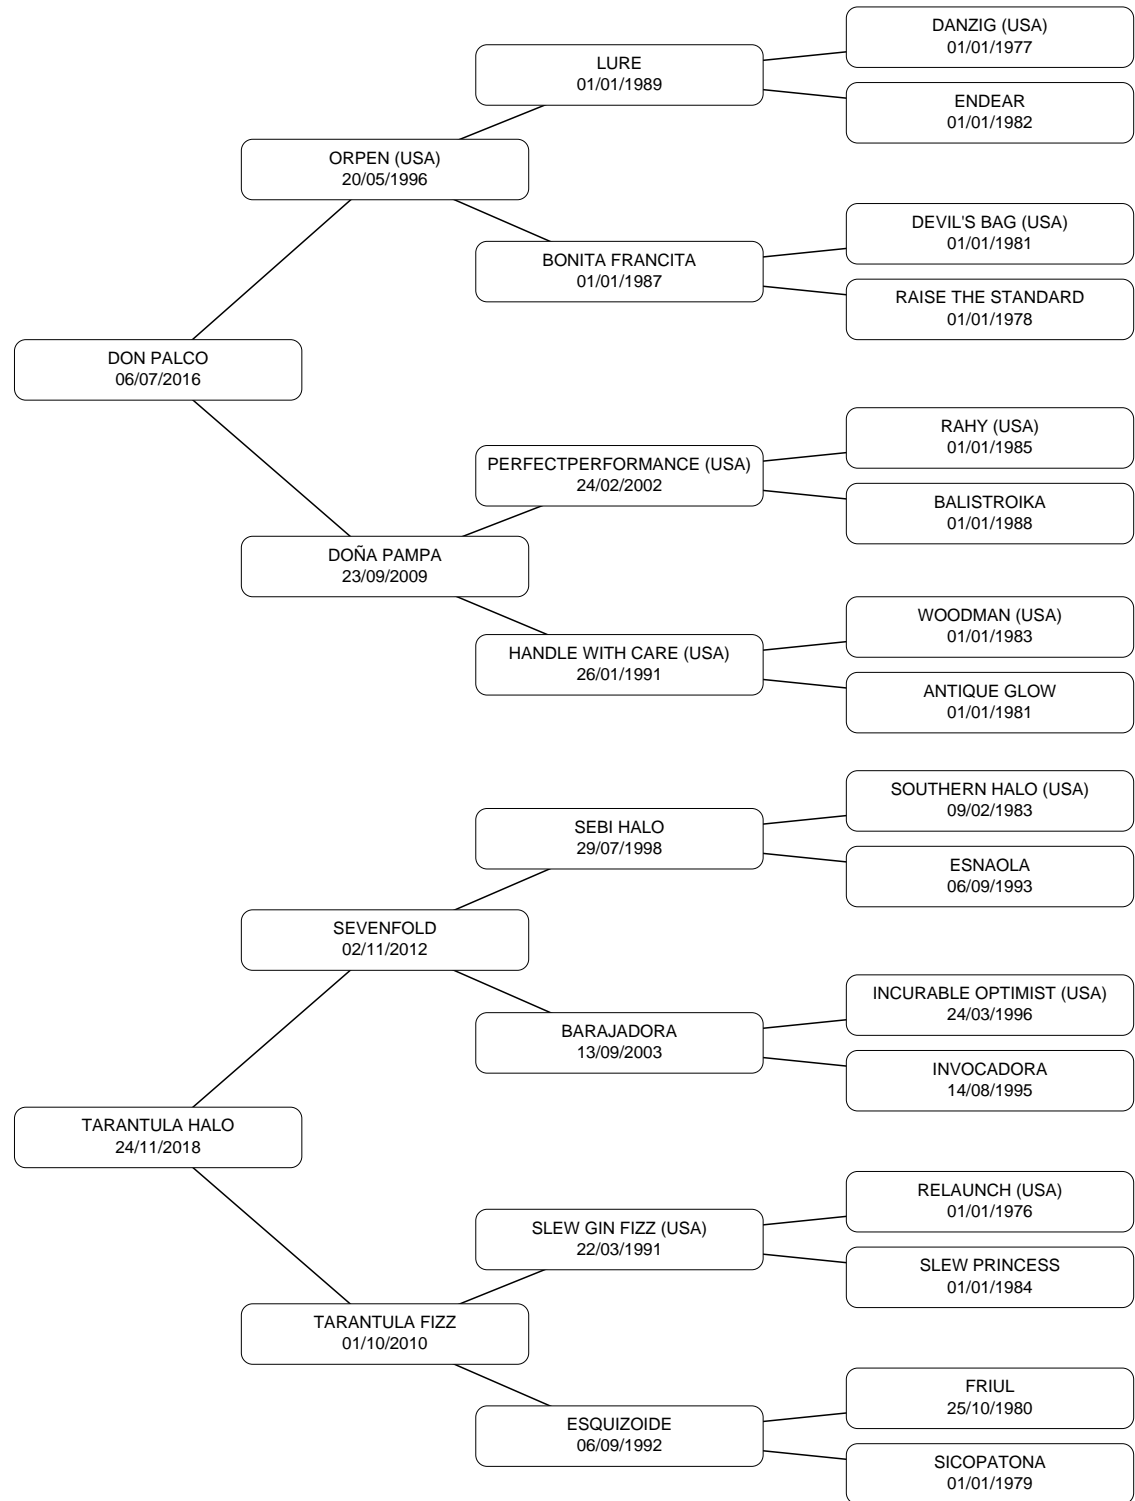 DANZIG (USA)
01/01/1977
LURE
01/01/1989
ENDEAR
01/01/1982
ORPEN (USA)
20/05/1996
DEVIL'S BAG (USA)
01/01/1981
BONITA FRANCITA
01/01/1987
RAISE THE STANDARD
01/01/1978
DON PALCO
06/07/2016
RAHY (USA)
01/01/1985
PERFECTPERFORMANCE (USA)
24/02/2002
BALISTROIKA
01/01/1988
DOÑA PAMPA
23/09/2009
WOODMAN (USA)
01/01/1983
HANDLE WITH CARE (USA)
26/01/1991
ANTIQUE GLOW
01/01/1981
SOUTHERN HALO (USA)
09/02/1983
SEBI HALO
29/07/1998
ESNAOLA
06/09/1993
SEVENFOLD
02/11/2012
INCURABLE OPTIMIST (USA)
24/03/1996
BARAJADORA
13/09/2003
INVOCADORA
14/08/1995
TARANTULA HALO
24/11/2018
RELAUNCH (USA)
01/01/1976
SLEW GIN FIZZ (USA)
22/03/1991
SLEW PRINCESS
01/01/1984
TARANTULA FIZZ
01/10/2010
FRIUL
25/10/1980
ESQUIZOIDE
06/09/1992
SICOPATONA
01/01/1979